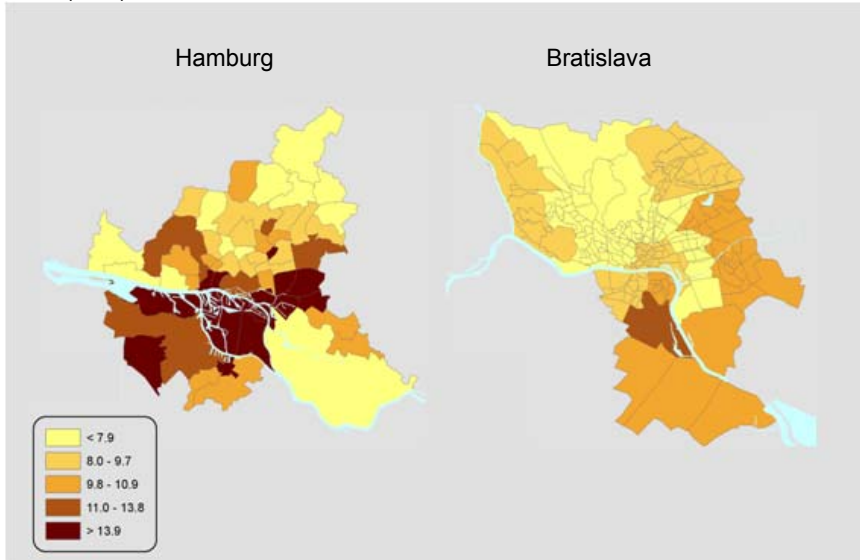 Hamburg
Bratislava
< 7.9
8.0 - 9.7
9.8 - 10.9
11.0 - 13.8
> 13.9